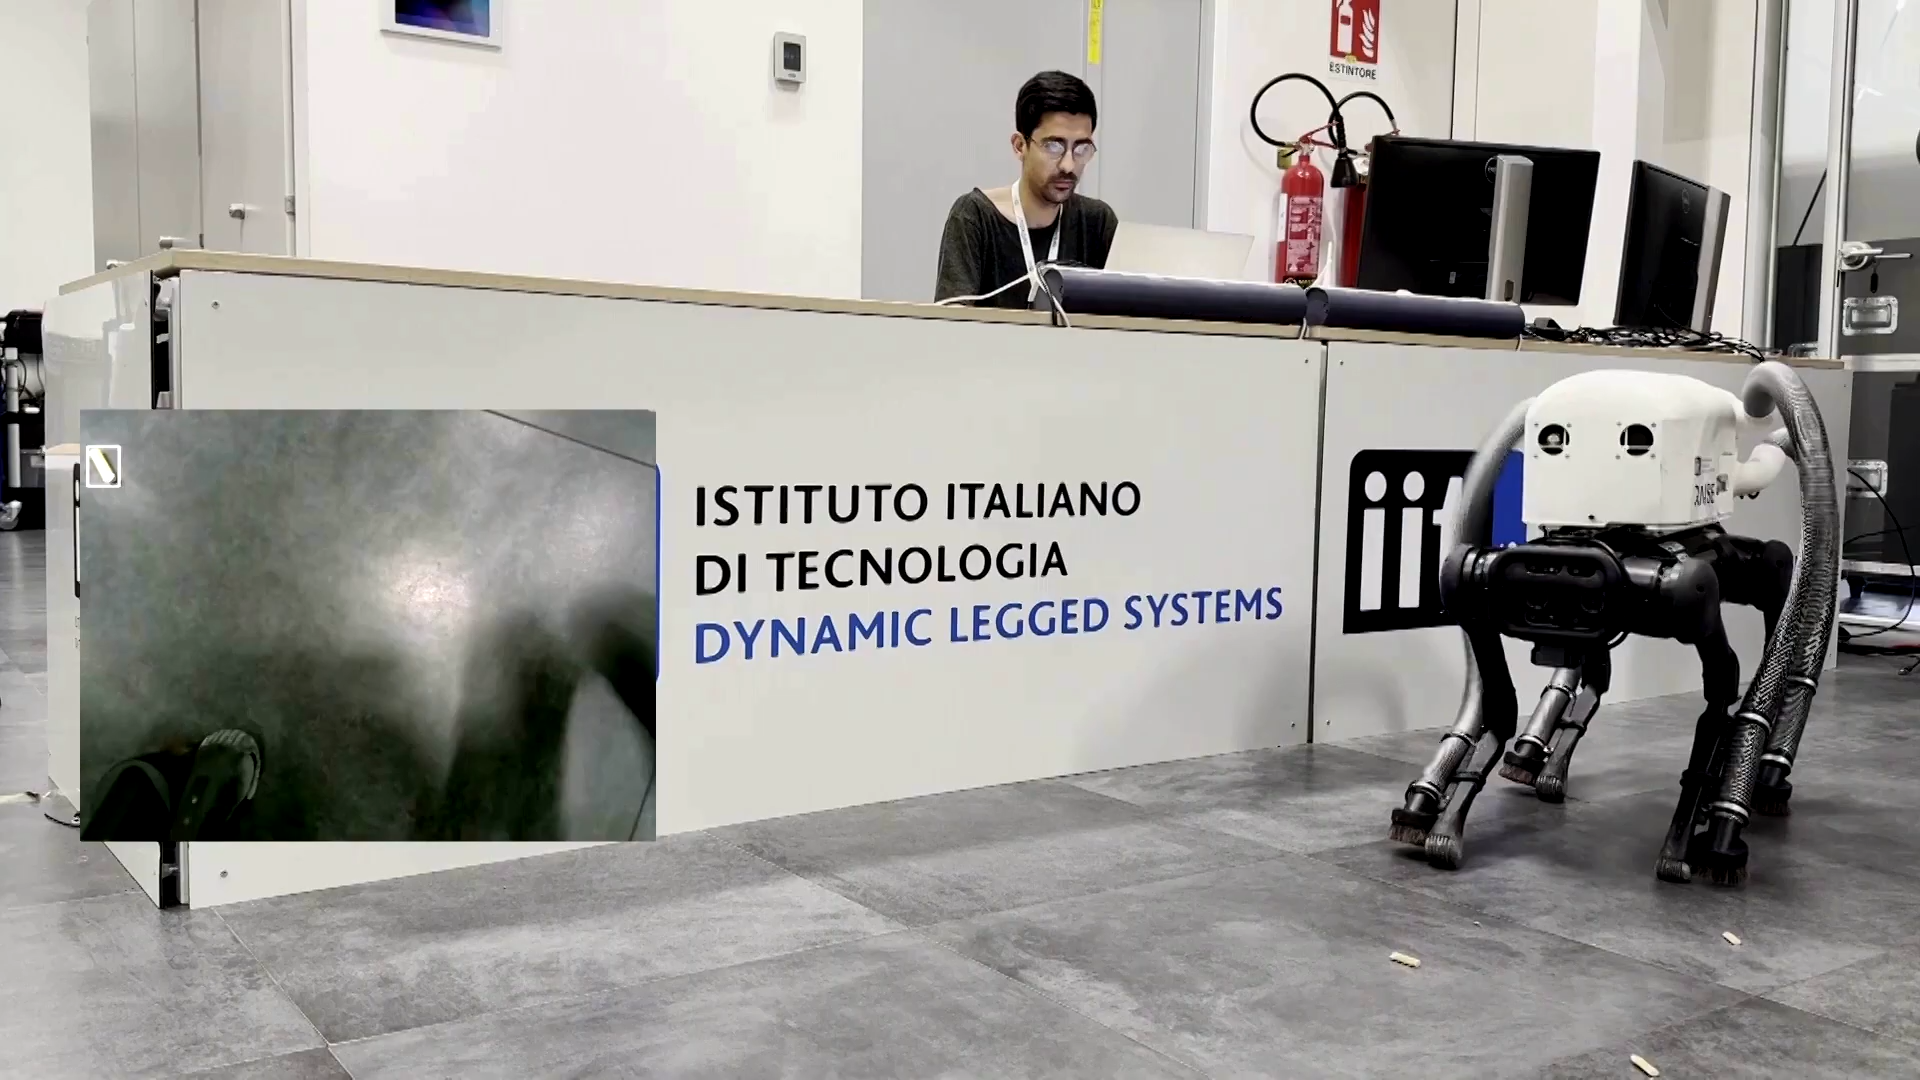 ESTINTORE
ISTITUTO ITALIANO
DI TECNOLOGIA
DYNAMIC LEGGED SYSTEMS
iit